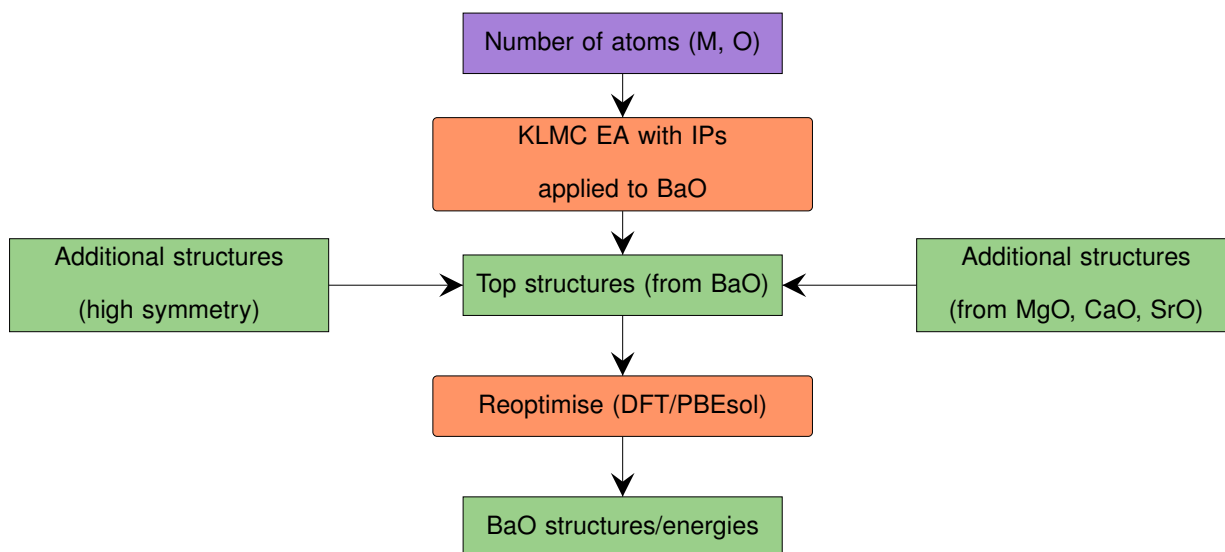 Number of atoms (M, O)
KLMC EA with IPs
applied to BaO
Additional structures
(high symmetry)
Top structures (from BaO)
Additional structures
(from MgO, CaO, SrO)
Reoptimise (DFT/PBEsol)
BaO structures/energies